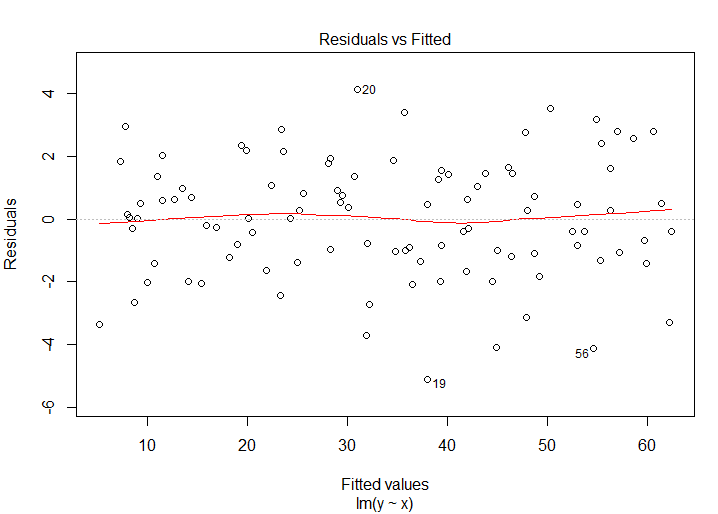 Residuals vs Fitted
Residuals
4
2
0
-2
-4
-6
20
56
19
10 20 30 40 50 60
Fitted values
lm(y ~ x)